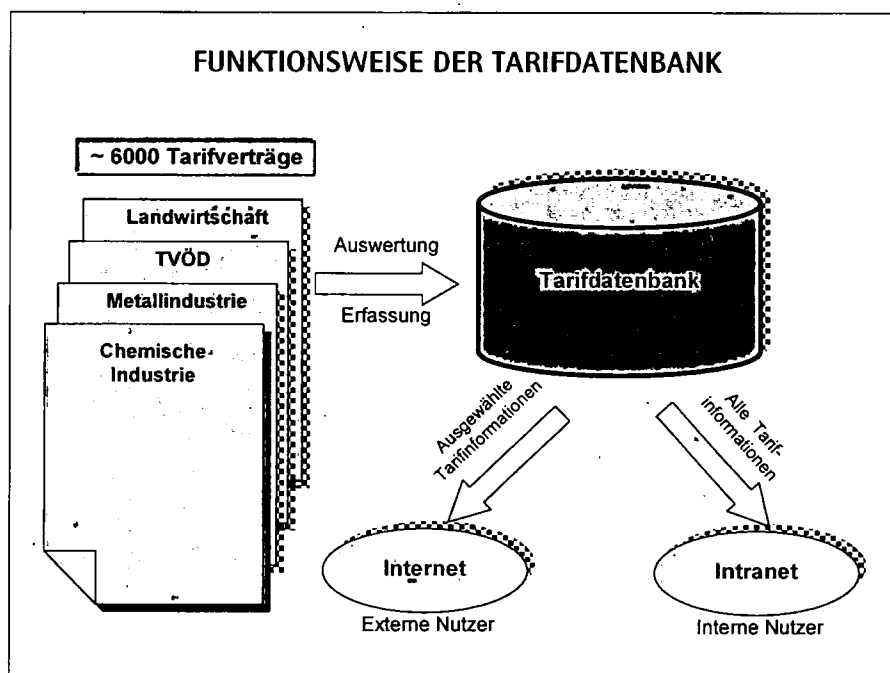 FUNKTIONSWEISE DER TARIFDATENBANK
~ 6000 Tarifverträge
Landwirtschaft
TVÖD
Metallindustrie
Chemische
Industrie
Auswertung
Erfassung
Tarifdatenbank
Ausgewählte
Tarifinformationen
Alle Tarif-
informationen
Internet
Externe Nutzer
Intranet
Interne Nutzer